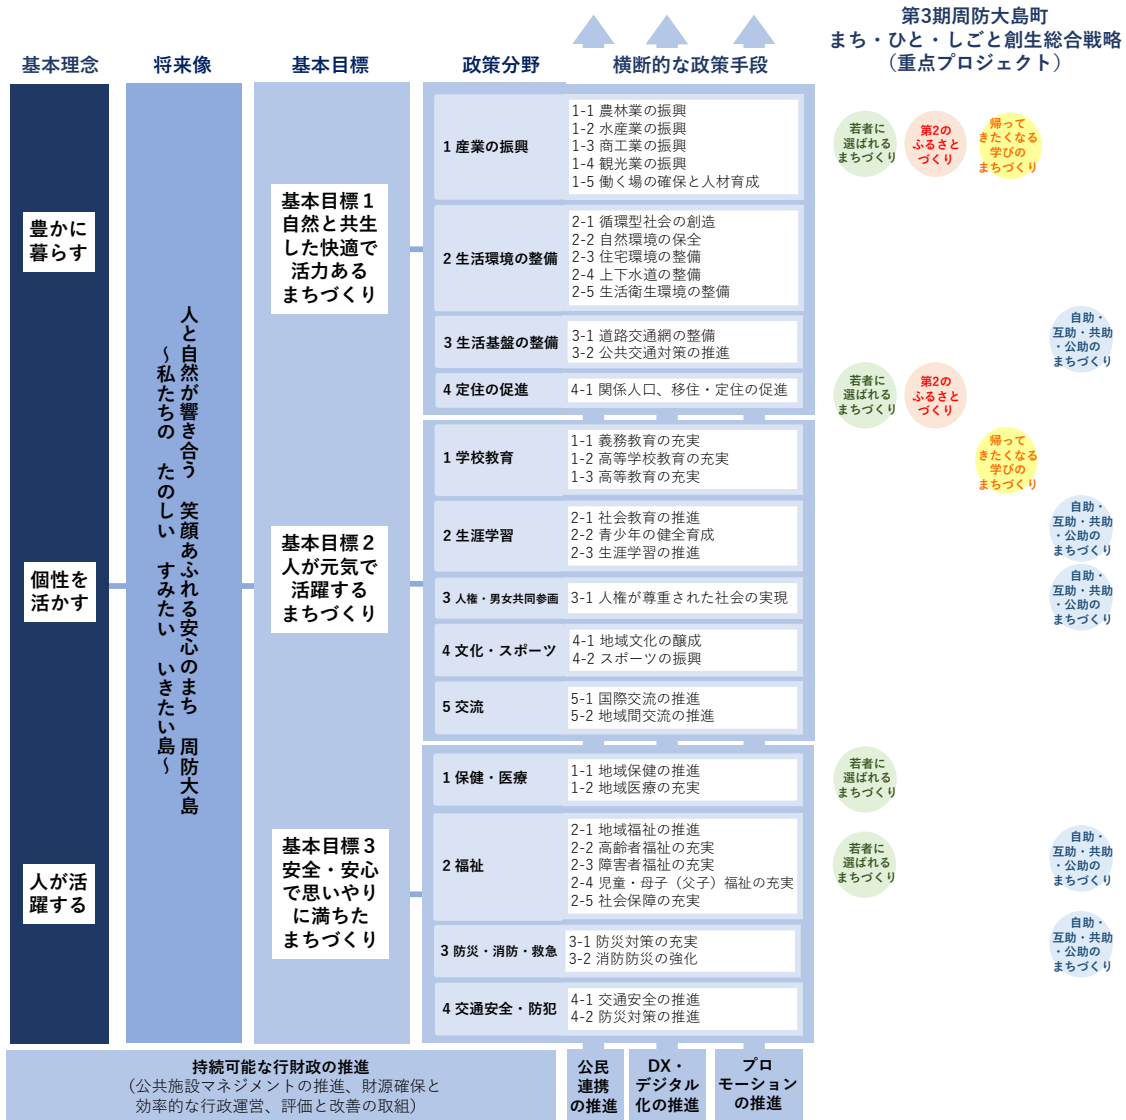 第3期周防大島町
まち・ひと・しごと創生総合戦略
（重点プロジェクト）
基本理念
将来像
基本目標
政策分野
横断的な政策手段
豊かに
暮らす
個性を
活かす
人が活
躍する
人と自然が響き合う　笑顔あふれる安心のまち　周防大島
～私たちの　たのしい　すみたい　いきたい島～
基本目標１
自然と共生
した快適で
活力ある
まちづくり
1 産業の振興
1-1 農林業の振興
1-2 水産業の振興
1-3 商工業の振興
1-4 観光業の振興
1-5 働く場の確保と人材育成
若者に
選ばれる
まちづくり
第2の
ふるさと
づくり
帰って
きたくなる
学びの
まちづくり
2 生活環境の整備
2-1 循環型社会の創造
2-2 自然環境の保全
2-3 住宅環境の整備
2-4 上下水道の整備
2-5 生活衛生環境の整備
3 生活基盤の整備
3-1 道路交通網の整備
3-2 公共交通対策の推進
自助・
互助・共助
・公助の
まちづくり
4 定住の促進
4-1 関係人口、移住・定住の促進
若者に
選ばれる
まちづくり
第2の
ふるさと
づくり
基本目標２
人が元気で
活躍する
まちづくり
1 学校教育
1-1 義務教育の充実
1-2 高等学校教育の充実
1-3 高等教育の充実
帰って
きたくなる
学びの
まちづくり
2 生涯学習
2-1 社会教育の推進
2-2 青少年の健全育成
2-3 生涯学習の推進
自助・
互助・共助
・公助の
まちづくり
3 人権・男女共同参画
3-1 人権が尊重された社会の実現
自助・
互助・共助
・公助の
まちづくり
4 文化・スポーツ
4-1 地域文化の醸成
4-2 スポーツの振興
5 交流
5-1 国際交流の推進
5-2 地域間交流の推進
基本目標３
安全・安心
で思いやり
に満ちた
まちづくり
1 保健・医療
1-1 地域保健の推進
1-2 地域医療の充実
若者に
選ばれる
まちづくり
2 福祉
2-1 地域福祉の推進
2-2 高齢者福祉の充実
2-3 障害者福祉の充実
2-4 児童・母子（父子）福祉の充実
2-5 社会保障の充実
若者に
選ばれる
まちづくり
自助・
互助・共助
・公助の
まちづくり
3 防災・消防・救急
3-1 防災対策の充実
3-2 消防防災の強化
自助・
互助・共助
・公助の
まちづくり
4 交通安全・防犯
4-1 交通安全の推進
4-2 防災対策の推進
持続可能な行財政の推進
（公共施設マネジメントの推進、財源確保と
効率的な行政運営、評価と改善の取組）
公民
連携
の推進
DX・
デジタル
化の推進
プロ
モーション
の推進